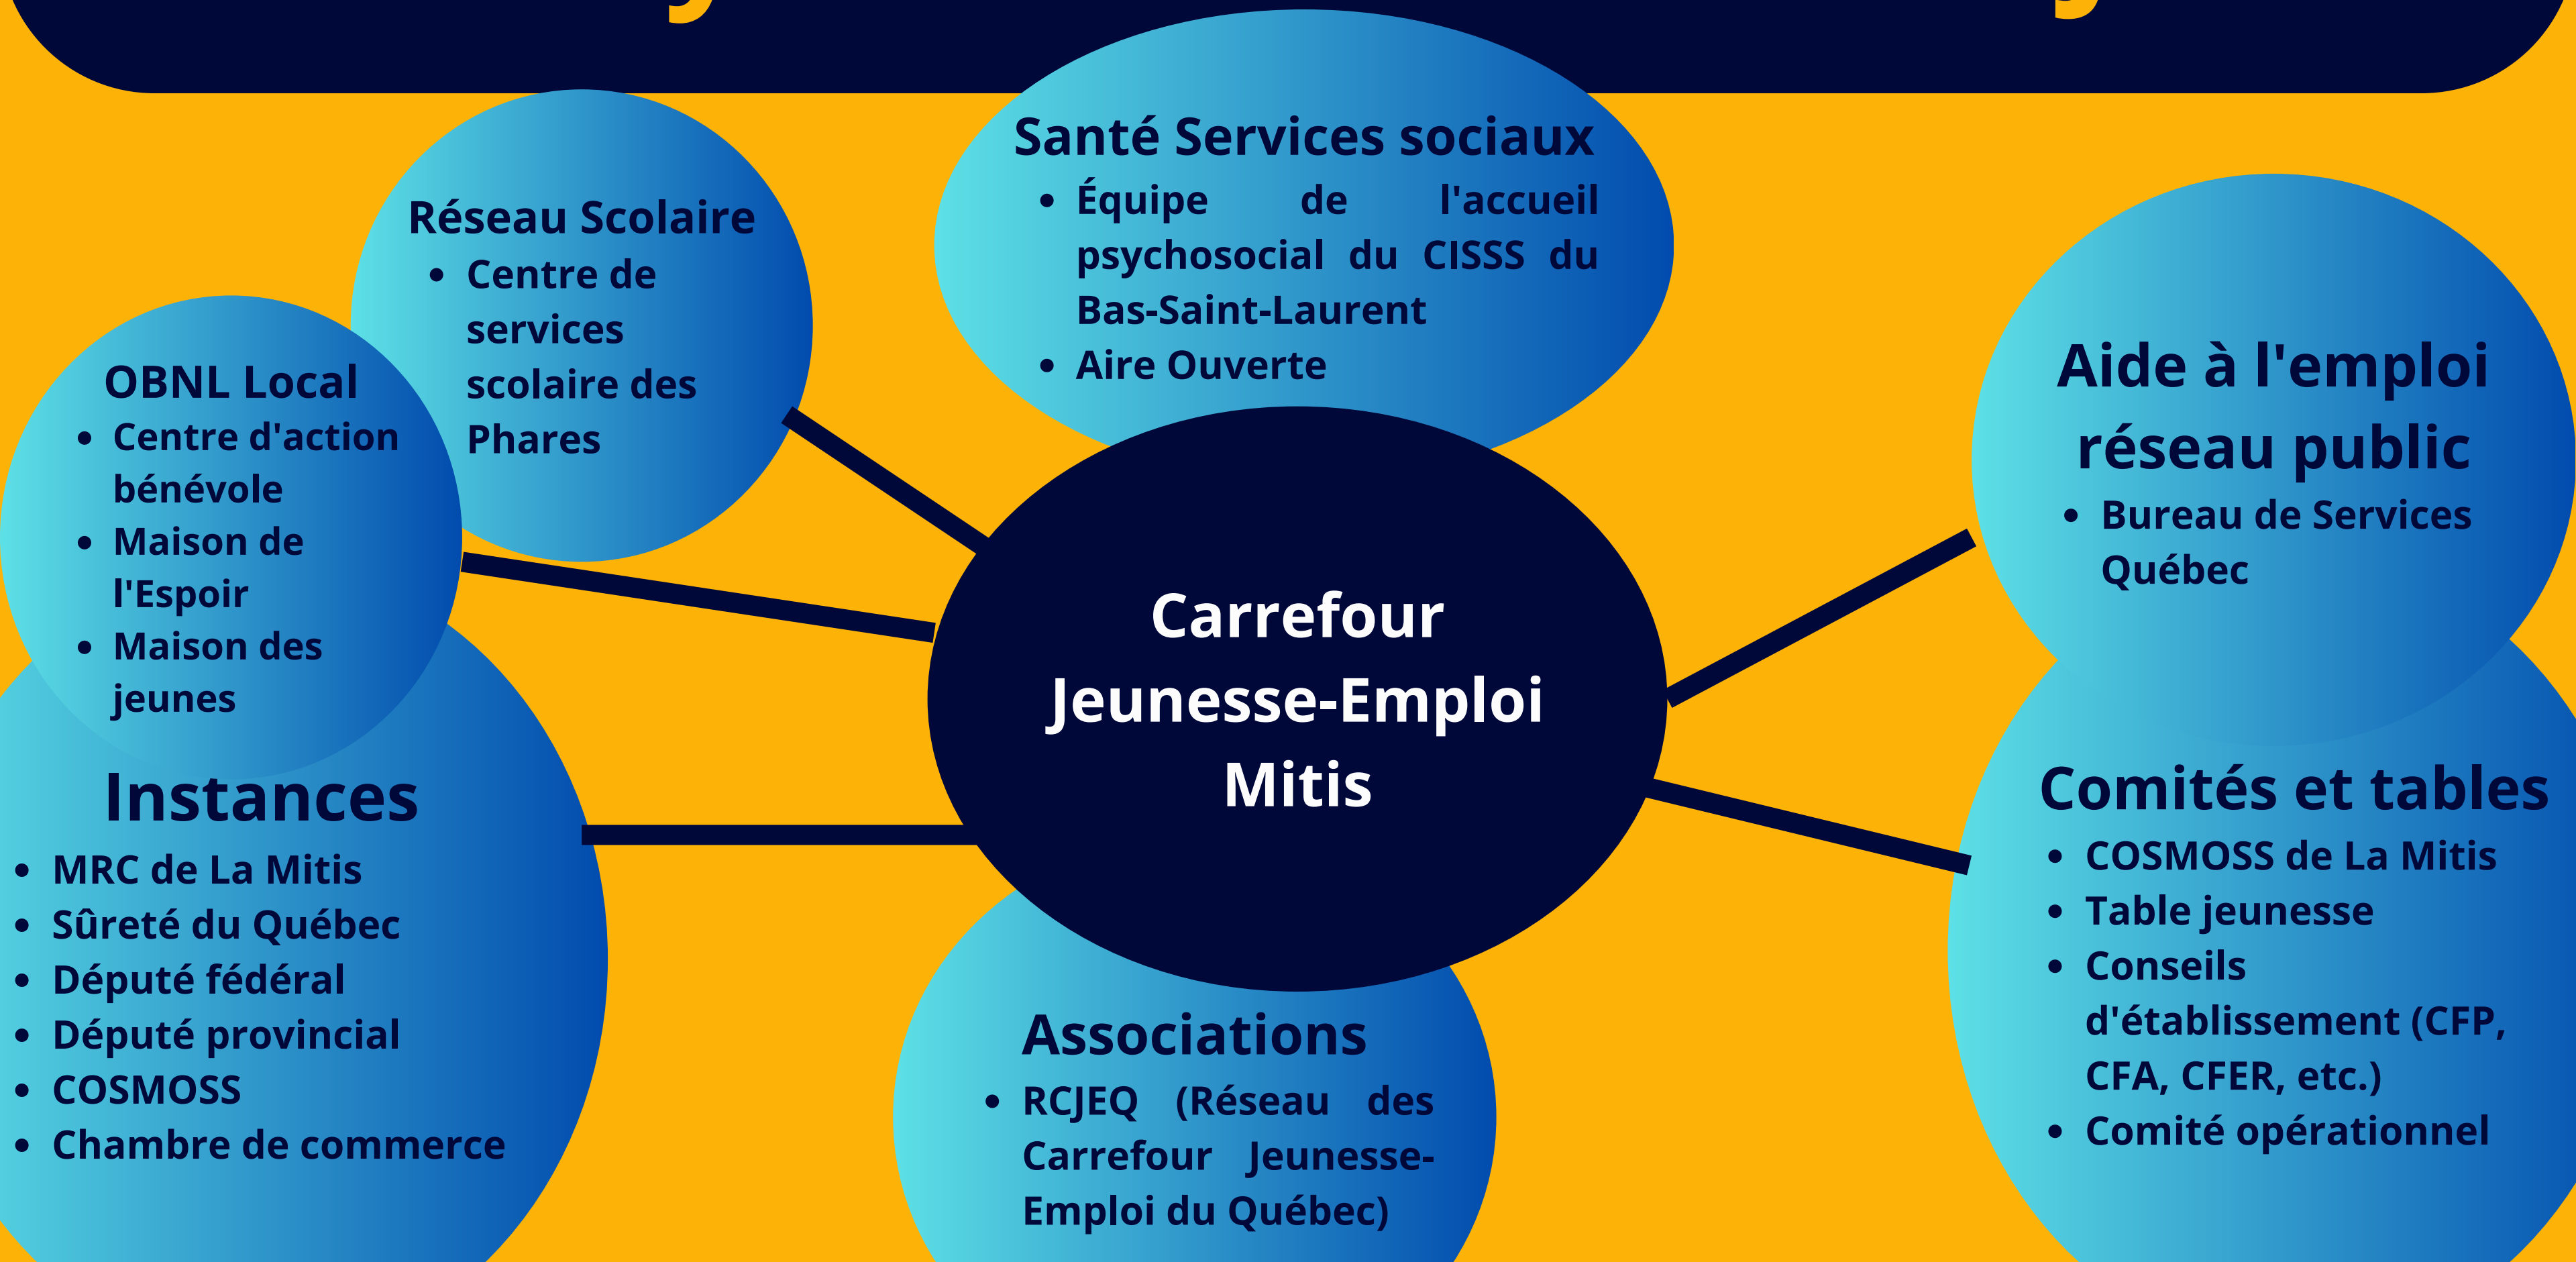 Santé Services sociaux
• Équipe de l'accueil
psychosocial du CISSS du
Bas-Saint-Laurent
• Aire Ouverte
Réseau Scolaire
• Centre de
services
scolaire des
Phares
OBNL Local
• Centre d'action
bénévole
• Maison de
l'Espoir
• Maison des
jeunes
Aide à l'emploi
réseau public
• Bureau de Services
Québec
Carrefour
Jeunesse-Emploi
Mitis
Instances
• MRC de La Mitis
• Sûreté du Québec
• Député fédéral
• Député provincial
• COSMOSS
• Chambre de commerce
Associations
• RCJEQ (Réseau des
Carrefour Jeunesse-
Emploi du Québec)
Comités et tables
• COSMOSS de La Mitis
• Table jeunesse
• Conseils
d'établissement (CFP,
CFA, CFER, etc.)
• Comité opérationnel